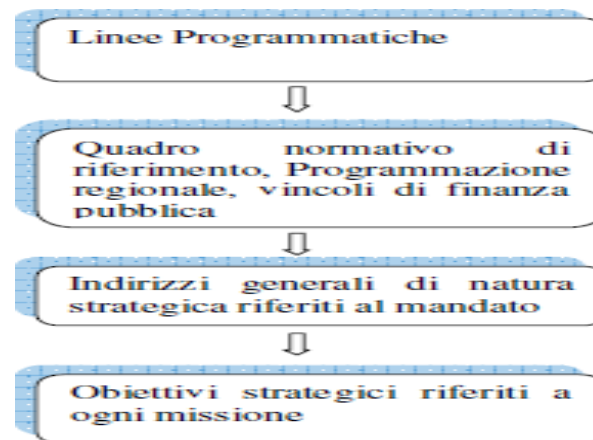 Linee Programmatiche
Quadro normativo di
riferimento, Programmazione
regionale, vincoli di finanza
pubblica
Indirizzi generali di natura
strategica riferiti al mandato
Obiettivi strategici riferiti a
ogni missione